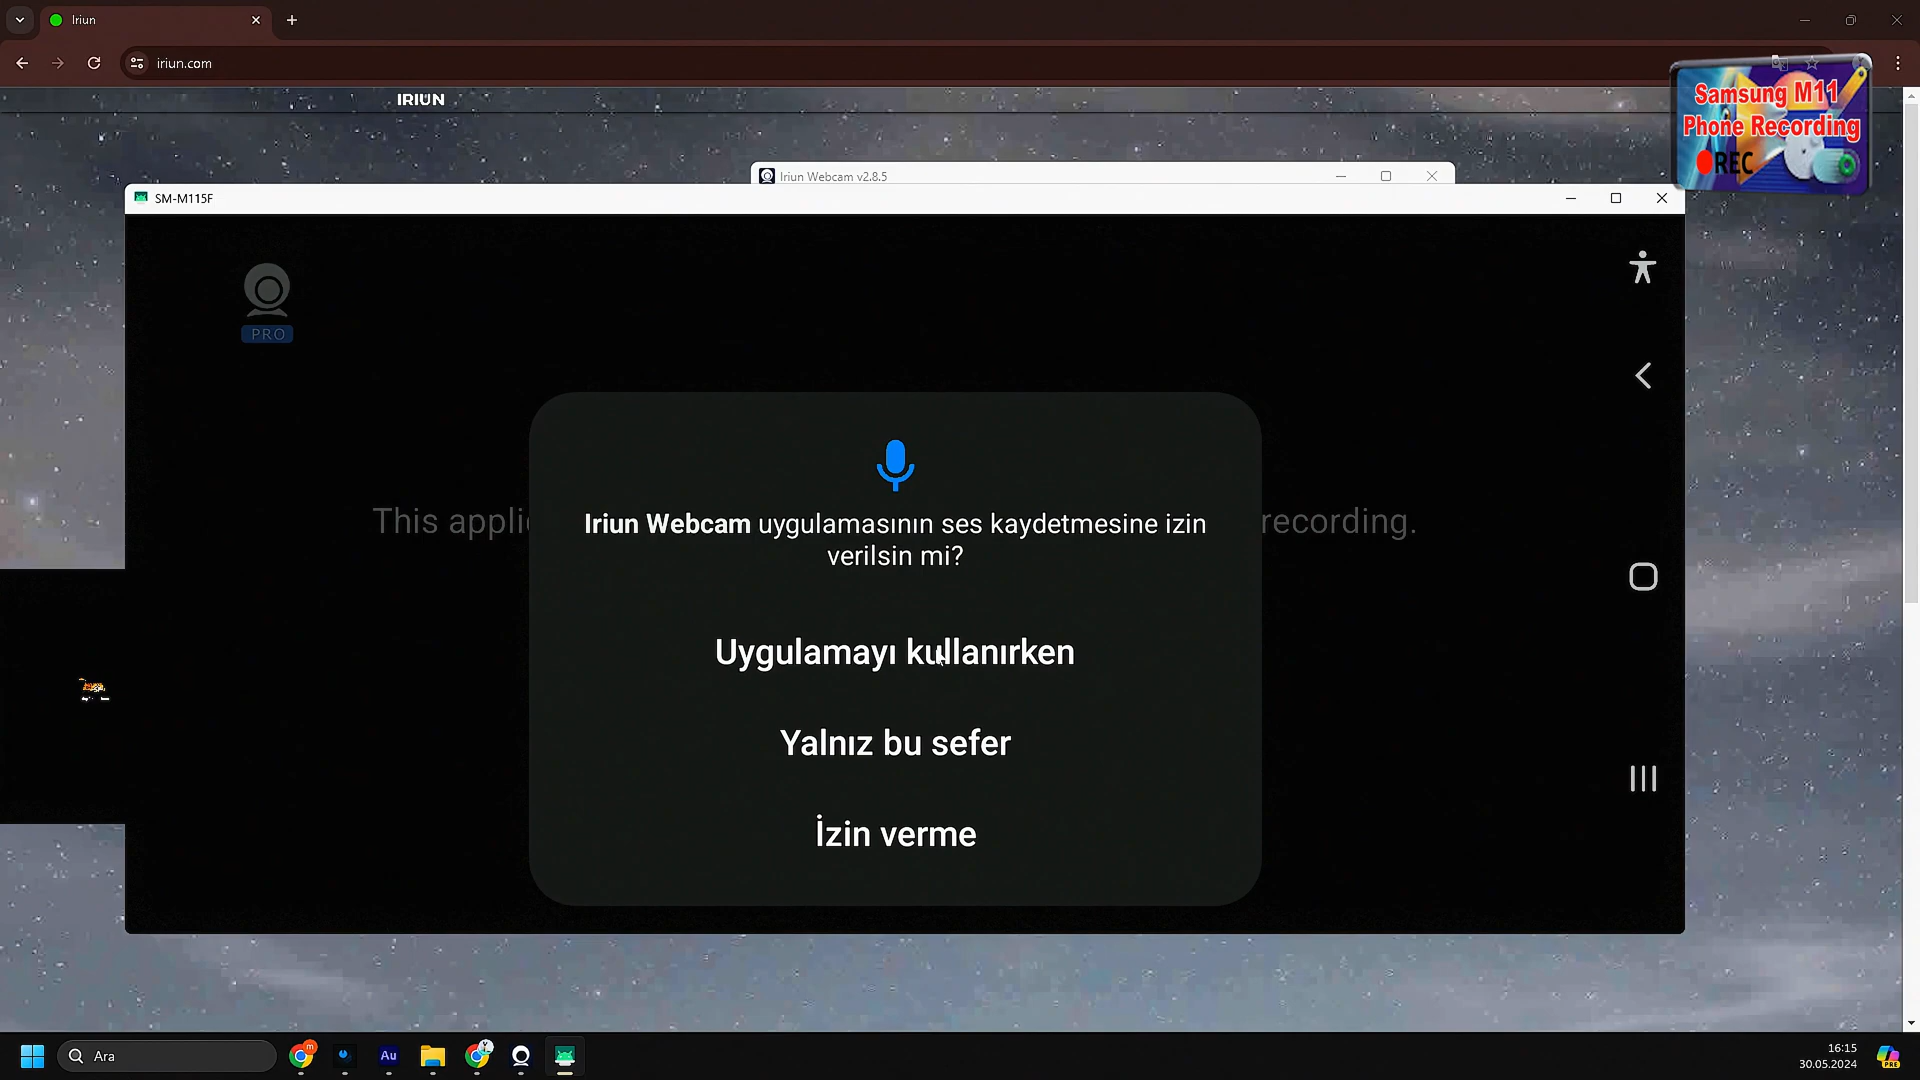 Iriun
iriun.com
IRIUN
Samsung M11
Phone Recording
REC
Iriun Webcam v2.8.5
SM-M115F
PRO
This appli
recording.
Iriun Webcam uygulamasının ses kaydetmesine izin
verilsin mi?
Uygulamayı kullanırken
Yalnız bu sefer
İzin verme
Ara
Au
16:15
30.05.2024
PRE